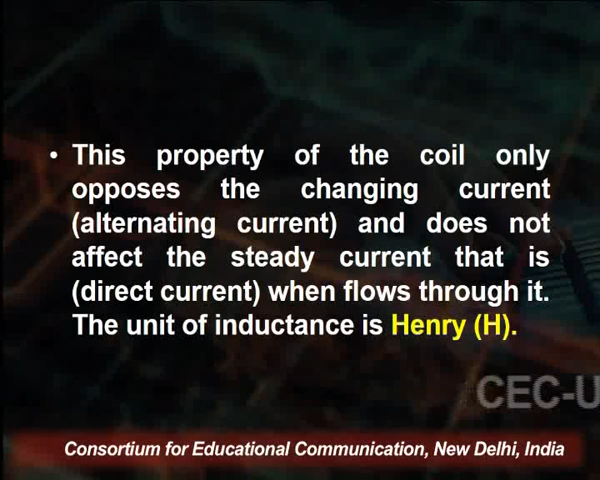 • This property of the coil only
opposes the changing current
(alternating current) and does not
affect the steady current that is
(direct current) when flows through it.
The unit of inductance is Henry (H).
CEC-U
Consortium for Educational Communication, New Delhi, India